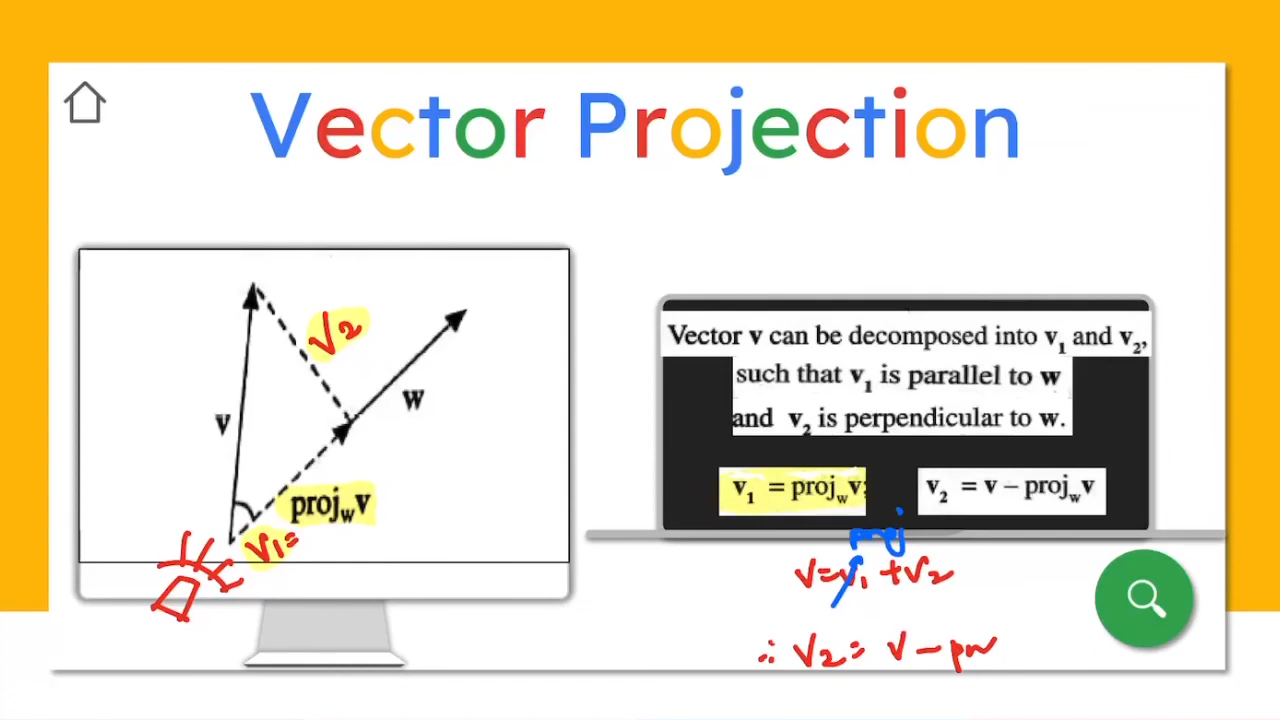 Vector Projection
v
V2
w
proj_w v
V1=
Vector v can be decomposed into v₁ and v₂,
such that v₁ is parallel to w
and v₂ is perpendicular to w.
v₁ = proj_w v;
v₂ = v – proj_w v
proj
V=V1+V2
∴ V2= V-